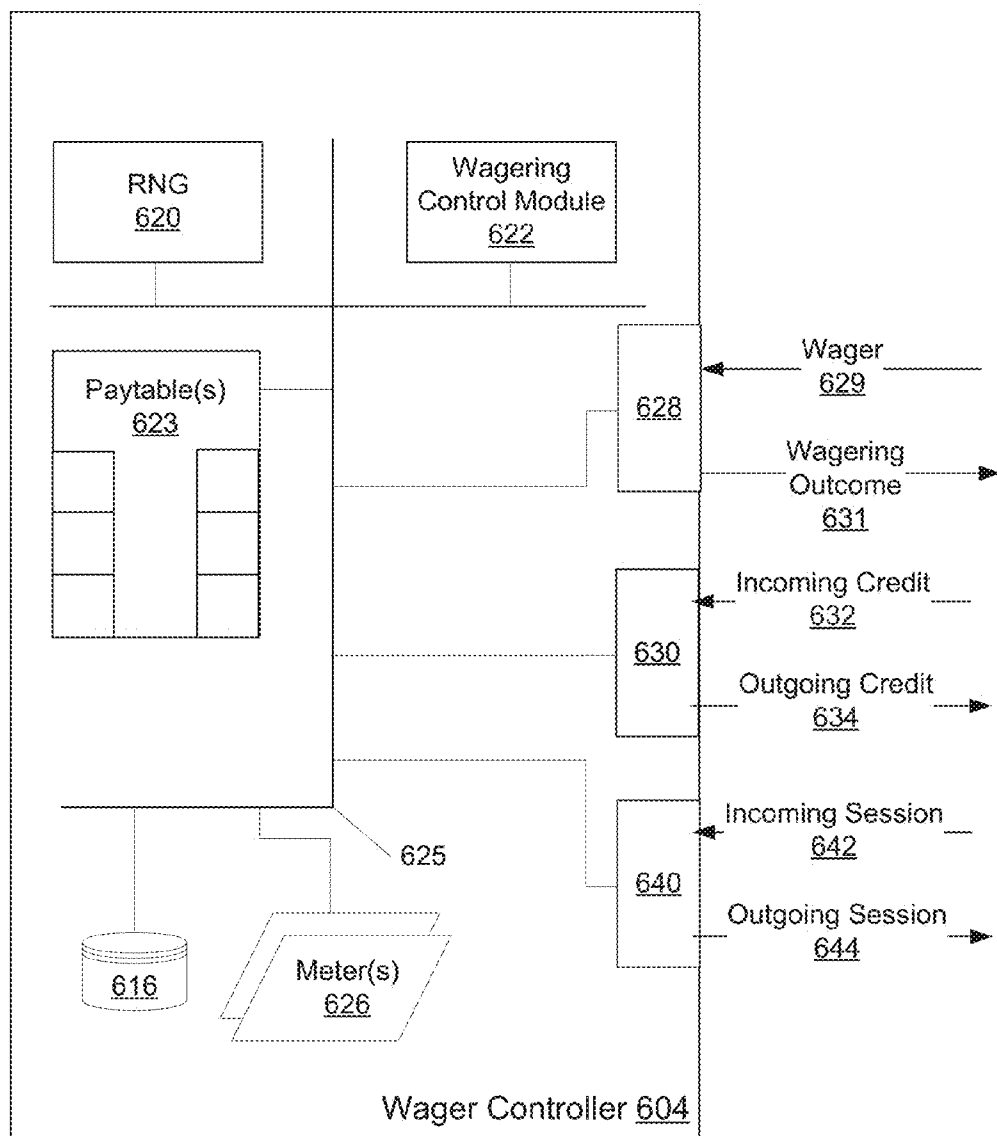 RNG
620
Wagering
Control Module
622
Paytable(s)
623
628
Wager
629
Wagering
Outcome
631
630
Incoming Credit
632
Outgoing Credit
634
640
Incoming Session
642
Outgoing Session
644
625
616
Meter(s)
626
Wager Controller 604